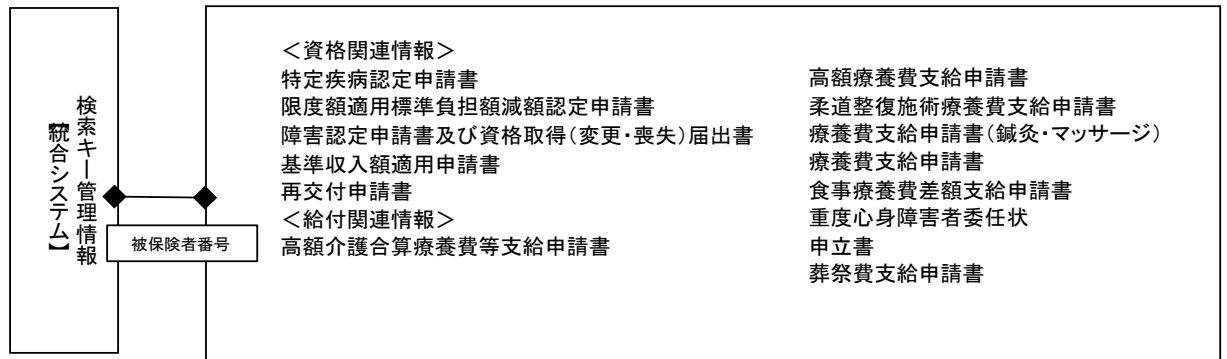 検索キー管理情報
【統合システム】
被保険者番号
＜資格関連情報＞
特定疾病認定申請書
限度額適用標準負担額減額認定申請書
障害認定申請書及び資格取得（変更・喪失）届出書
基準収入額適用申請書
再交付申請書
＜給付関連情報＞
高額介護合算療養費等支給申請書
高額療養費支給申請書
柔道整復施術療養費支給申請書
療養費支給申請書（鍼灸・マッサージ）
療養費支給申請書
食事療養費差額支給申請書
重度心身障害者委任状
申立書
葬祭費支給申請書